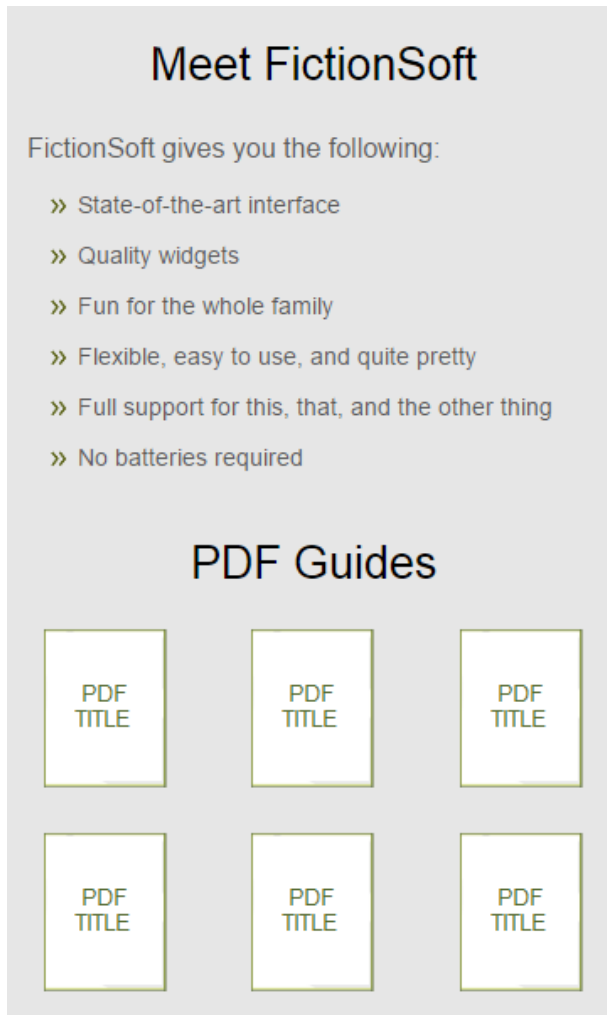 Meet FictionSoft
FictionSoft gives you the following:
» State-of-the-art interface
» Quality widgets
» Fun for the whole family
» Flexible, easy to use, and quite pretty
» Full support for this, that, and the other thing
» No batteries required
PDF Guides
PDF TITLE
PDF TITLE
PDF TITLE
PDF TITLE
PDF TITLE
PDF TITLE